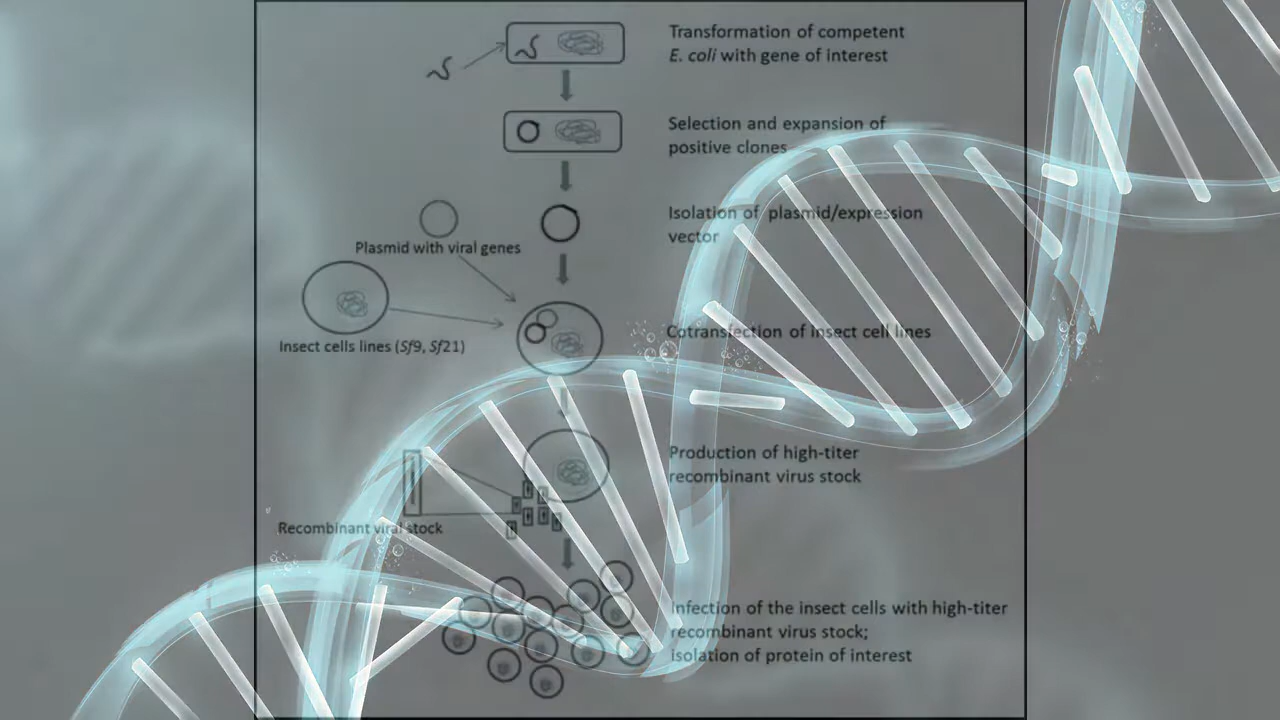 Transformation of competent
E. coli with gene of interest
Selection and expansion of
positive clones
Isolation of plasmid/expression
vector
Plasmid with viral genes
Cotransfection of insect cell lines
Insect cells lines (Sf9, Sf21)
Production of high-titer
recombinant virus stock
Recombinant viral stock
Infection of the insect cells with high-titer
recombinant virus stock;
isolation of protein of interest